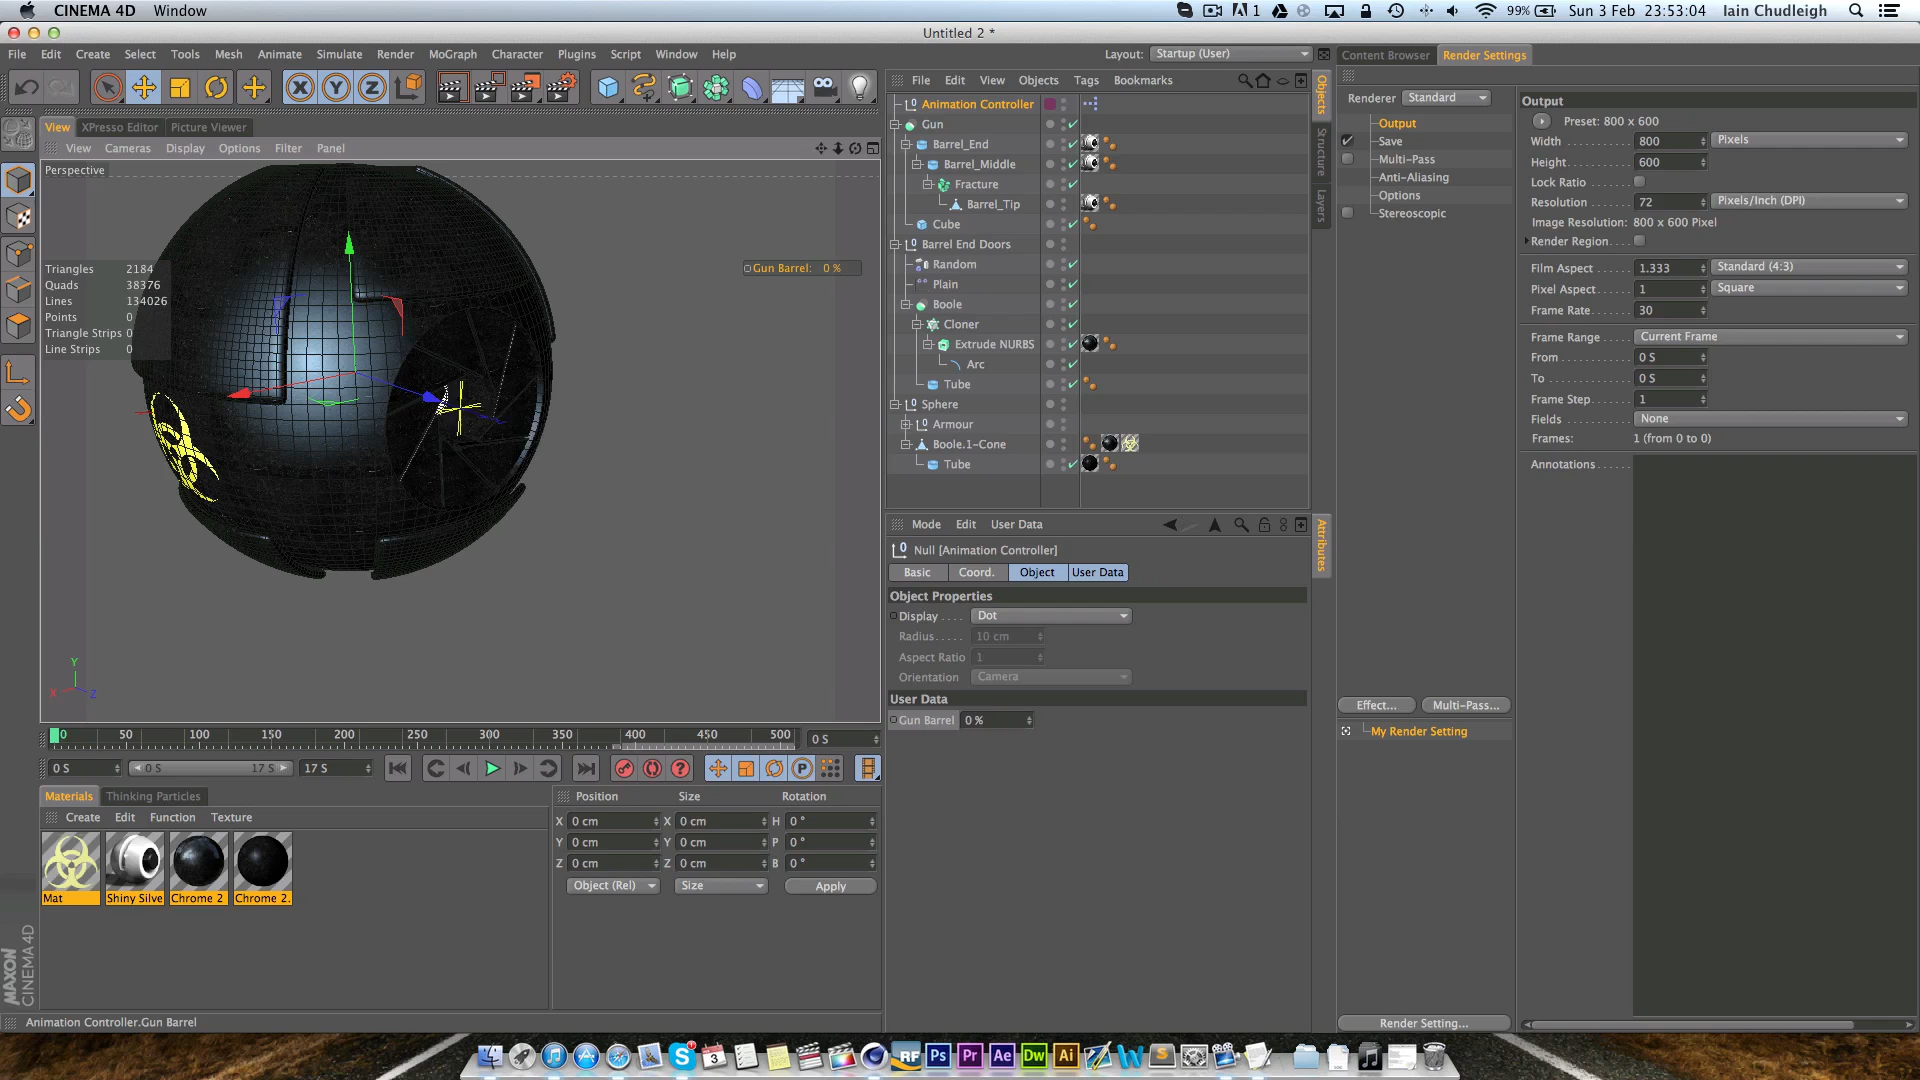 CINEMA 4D Window 99% Sun 3 Feb 23:53:04 Iain Chudleigh
Untitled 2 *
File Edit Create Select Tools Mesh Animate Simulate Render MoGraph Character Plugins Script Window Help
Layout: Startup (User)
Content Browser Render Settings
File Edit View Objects Tags Bookmarks
View XPresso Editor Picture Viewer
View Cameras Display Options Filter Panel
Perspective
Triangles 2184
Quads 38376
Lines 134026
Points 0
Triangle Strips 0
Line Strips 0
Gun Barrel: 0 %
Y
X
Z
0 50 100 150 200 250 300 350 400 450 500 0 S
0 S 0 S 17 S 17 S
P
Materials Thinking Particles
Create Edit Function Texture
Mat Shiny Silve Chrome 2 Chrome 2.
Position Size Rotation
X 0 cm X 0 cm H 0 °
Y 0 cm Y 0 cm P 0 °
Z 0 cm Z 0 cm B 0 °
Object (Rel) Size Apply
MAXON
CINEMA 4D
Animation Controller.Gun Barrel
Animation Controller
Gun
Barrel_End
Barrel_Middle
Fracture
Barrel_Tip
Cube
Barrel End Doors
Random
Plain
Boole
Cloner
Extrude NURBS
Arc
Tube
Sphere
Armour
Boole.1-Cone
Tube
Objects
Structure
Layers
Attributes
Mode Edit User Data
Null [Animation Controller]
Basic Coord. Object User Data
Object Properties
Display . . . . Dot
Radius . . . . . 10 cm
Aspect Ratio 1
Orientation Camera
User Data
Gun Barrel 0 %
Renderer Standard
Output
Save
Multi-Pass
Anti-Aliasing
Options
Stereoscopic
Effect... Multi-Pass...
My Render Setting
Render Setting...
Output
Preset: 800 x 600
Width 800 Pixels
Height 600
Lock Ratio
Resolution 72 Pixels/Inch (DPI)
Image Resolution: 800 x 600 Pixel
Render Region
Film Aspect 1.333 Standard (4:3)
Pixel Aspect 1 Square
Frame Rate 30
Frame Range Current Frame
From 0 S
To 0 S
Frame Step 1
Fields None
Frames: 1 (from 0 to 0)
Annotations
3 RF Ps Pr Ae Dw Ai W S